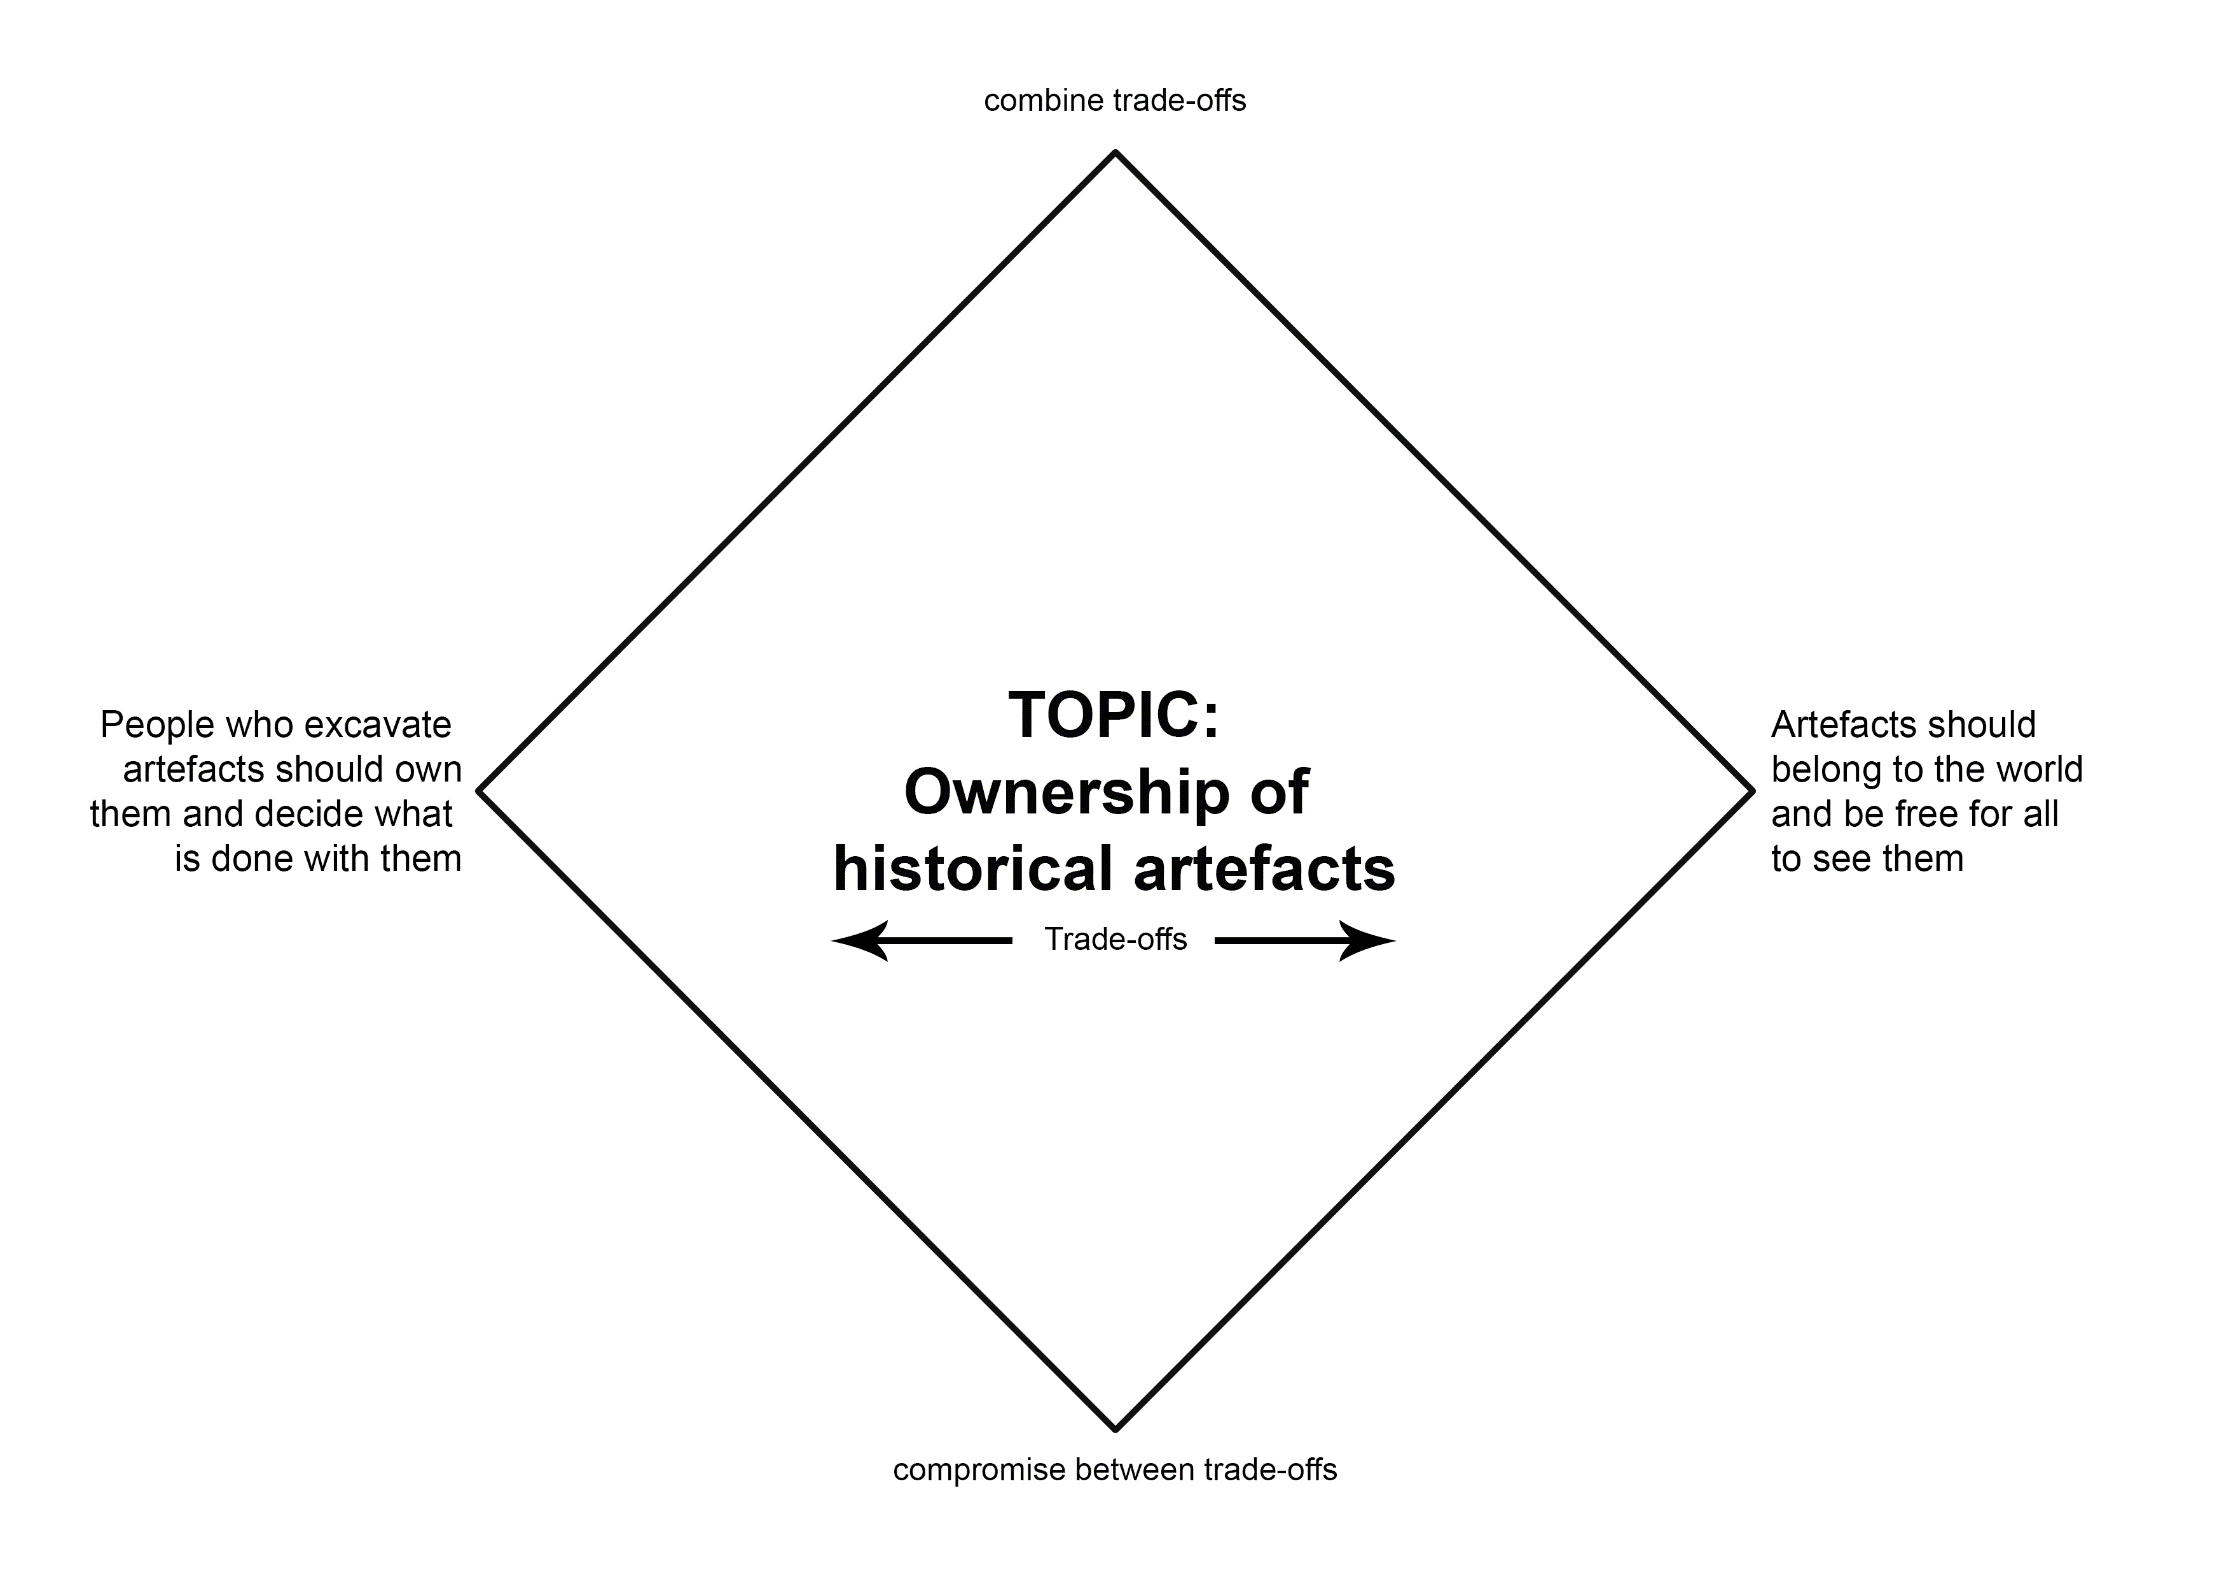 combine trade-offs
TOPIC:
Ownership of
historical artefacts
Trade-offs
People who excavate
artefacts should own
them and decide what
is done with them
Artefacts should
belong to the world
and be free for all
to see them
compromise between trade-offs